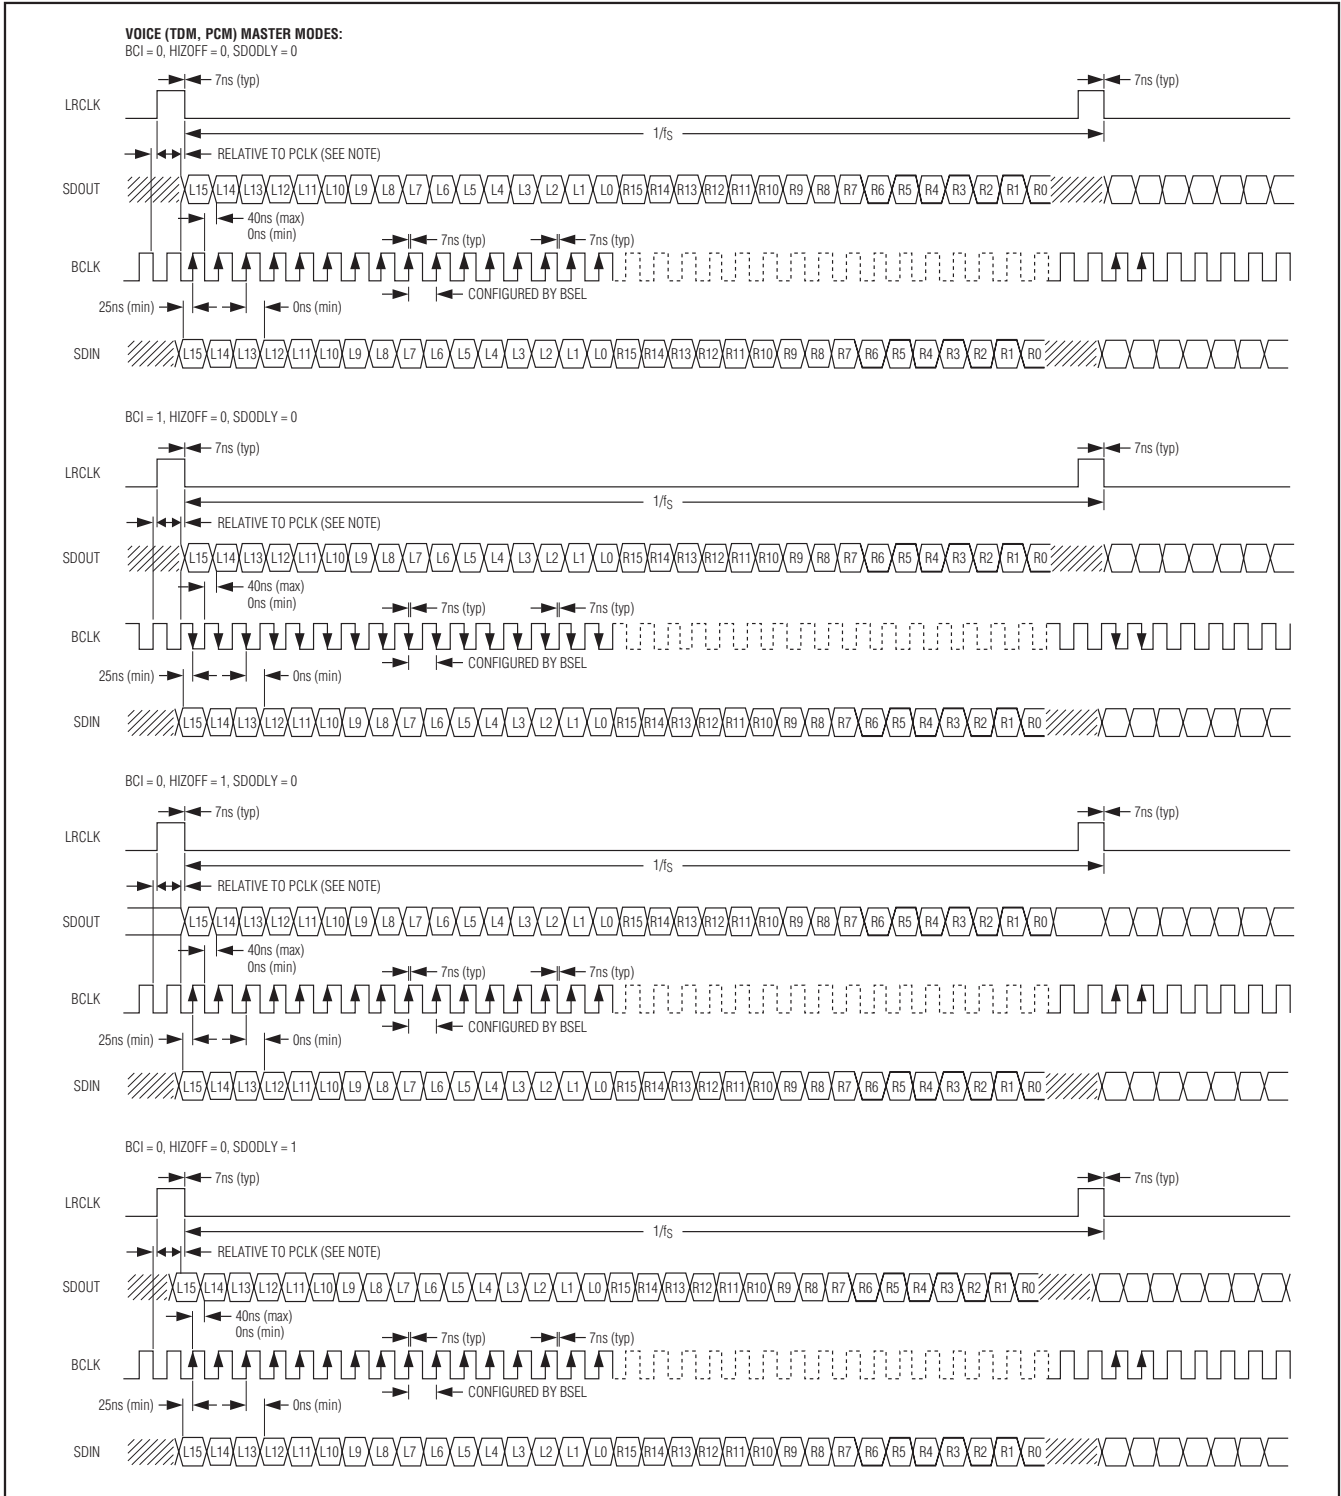 VOICE (TDM, PCM) MASTER MODES:
BCI = 0, HIZOFF = 0, SDODLY = 0
7ns (typ) 7ns (typ)
LRCLK
1/fS
RELATIVE TO PCLK (SEE NOTE)
SDOUT L15 L14 L13 L12 L11 L10 L9 L8 L7 L6 L5 L4 L3 L2 L1 L0 R15 R14 R13 R12 R11 R10 R9 R8 R7 R6 R5 R4 R3 R2 R1 R0
40ns (max)
0ns (min)
7ns (typ) 7ns (typ)
BCLK
CONFIGURED BY BSEL
25ns (min) 0ns (min)
SDIN L15 L14 L13 L12 L11 L10 L9 L8 L7 L6 L5 L4 L3 L2 L1 L0 R15 R14 R13 R12 R11 R10 R9 R8 R7 R6 R5 R4 R3 R2 R1 R0
BCI = 1, HIZOFF = 0, SDODLY = 0
7ns (typ) 7ns (typ)
LRCLK
1/fS
RELATIVE TO PCLK (SEE NOTE)
SDOUT L15 L14 L13 L12 L11 L10 L9 L8 L7 L6 L5 L4 L3 L2 L1 L0 R15 R14 R13 R12 R11 R10 R9 R8 R7 R6 R5 R4 R3 R2 R1 R0
40ns (max)
0ns (min)
7ns (typ) 7ns (typ)
BCLK
CONFIGURED BY BSEL
25ns (min) 0ns (min)
SDIN L15 L14 L13 L12 L11 L10 L9 L8 L7 L6 L5 L4 L3 L2 L1 L0 R15 R14 R13 R12 R11 R10 R9 R8 R7 R6 R5 R4 R3 R2 R1 R0
BCI = 0, HIZOFF = 1, SDODLY = 0
7ns (typ) 7ns (typ)
LRCLK
1/fS
RELATIVE TO PCLK (SEE NOTE)
SDOUT L15 L14 L13 L12 L11 L10 L9 L8 L7 L6 L5 L4 L3 L2 L1 L0 R15 R14 R13 R12 R11 R10 R9 R8 R7 R6 R5 R4 R3 R2 R1 R0
40ns (max)
0ns (min)
7ns (typ) 7ns (typ)
BCLK
CONFIGURED BY BSEL
25ns (min) 0ns (min)
SDIN L15 L14 L13 L12 L11 L10 L9 L8 L7 L6 L5 L4 L3 L2 L1 L0 R15 R14 R13 R12 R11 R10 R9 R8 R7 R6 R5 R4 R3 R2 R1 R0
BCI = 0, HIZOFF = 0, SDODLY = 1
7ns (typ) 7ns (typ)
LRCLK
1/fS
RELATIVE TO PCLK (SEE NOTE)
SDOUT L15 L14 L13 L12 L11 L10 L9 L8 L7 L6 L5 L4 L3 L2 L1 L0 R15 R14 R13 R12 R11 R10 R9 R8 R7 R6 R5 R4 R3 R2 R1 R0
40ns (max)
0ns (min)
7ns (typ) 7ns (typ)
BCLK
CONFIGURED BY BSEL
25ns (min) 0ns (min)
SDIN L15 L14 L13 L12 L11 L10 L9 L8 L7 L6 L5 L4 L3 L2 L1 L0 R15 R14 R13 R12 R11 R10 R9 R8 R7 R6 R5 R4 R3 R2 R1 R0